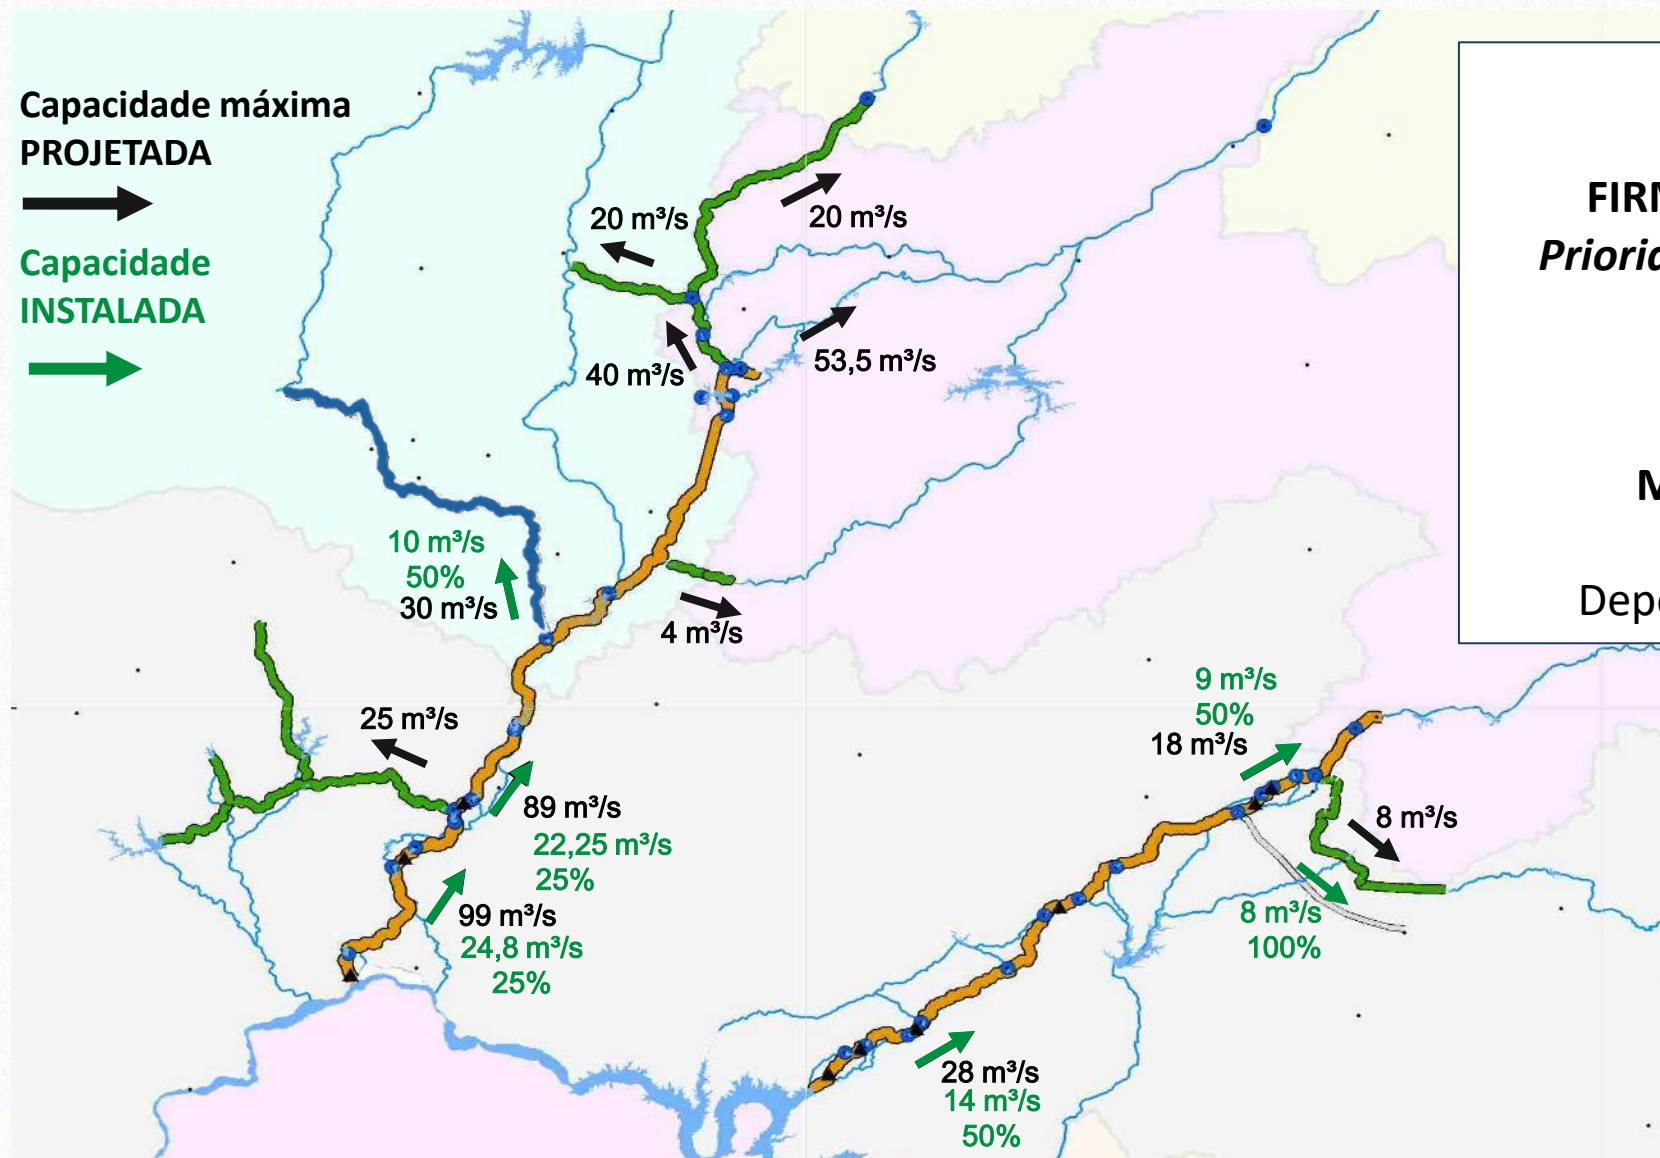 Capacidade máxima
PROJETADA
Capacidade
INSTALADA
20 m³/s
20 m³/s
40 m³/s
53,5 m³/s
10 m³/s
50%
30 m³/s
4 m³/s
25 m³/s
89 m³/s
22,25 m³/s
25%
99 m³/s
24,8 m³/s
25%
9 m³/s
50%
18 m³/s
8 m³/s
8 m³/s
100%
28 m³/s
14 m³/s
50%